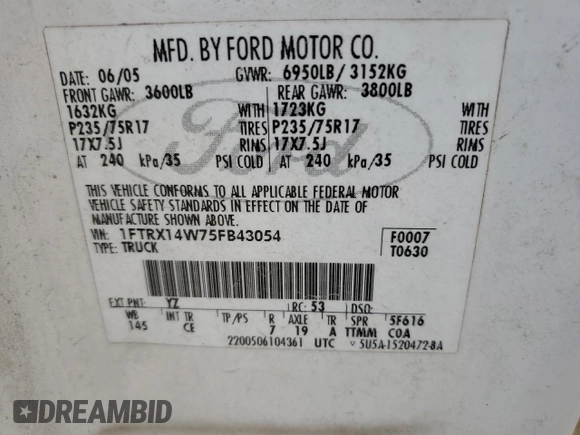 MFD. BY FORD MOTOR CO.
DATE: 06/05 GVWR: 6950LB/ 3152KG
FRONT GAWR: 3600LB REAR GAWR: 3800LB
1632KG WITH 1723KG WITH
P235/75R17 TIRES P235/75R17 TIRES
17X7.5J RIMS 17X7.5J RIMS
AT 240 kPa/35 PSI COLD AT 240 kPa/35 PSI COLD
THIS VEHICLE CONFORMS TO ALL APPLICABLE FEDERAL MOTOR
VEHICLE SAFETY STANDARDS IN EFFECT ON THE DATE OF
MANUFACTURE SHOWN ABOVE.
VIN: 1FTRX14W75FB43054 F0007
TYPE: TRUCK T0630
EXT PNT: YZ RC: 53 DSO:
WB INT TR TP/PS R AXLE TR SPR 5F616
145 CE 7 19 A TTMM COA
2200506104361 UTC 5U5A-1520472-BA
Ford
DREAMBID